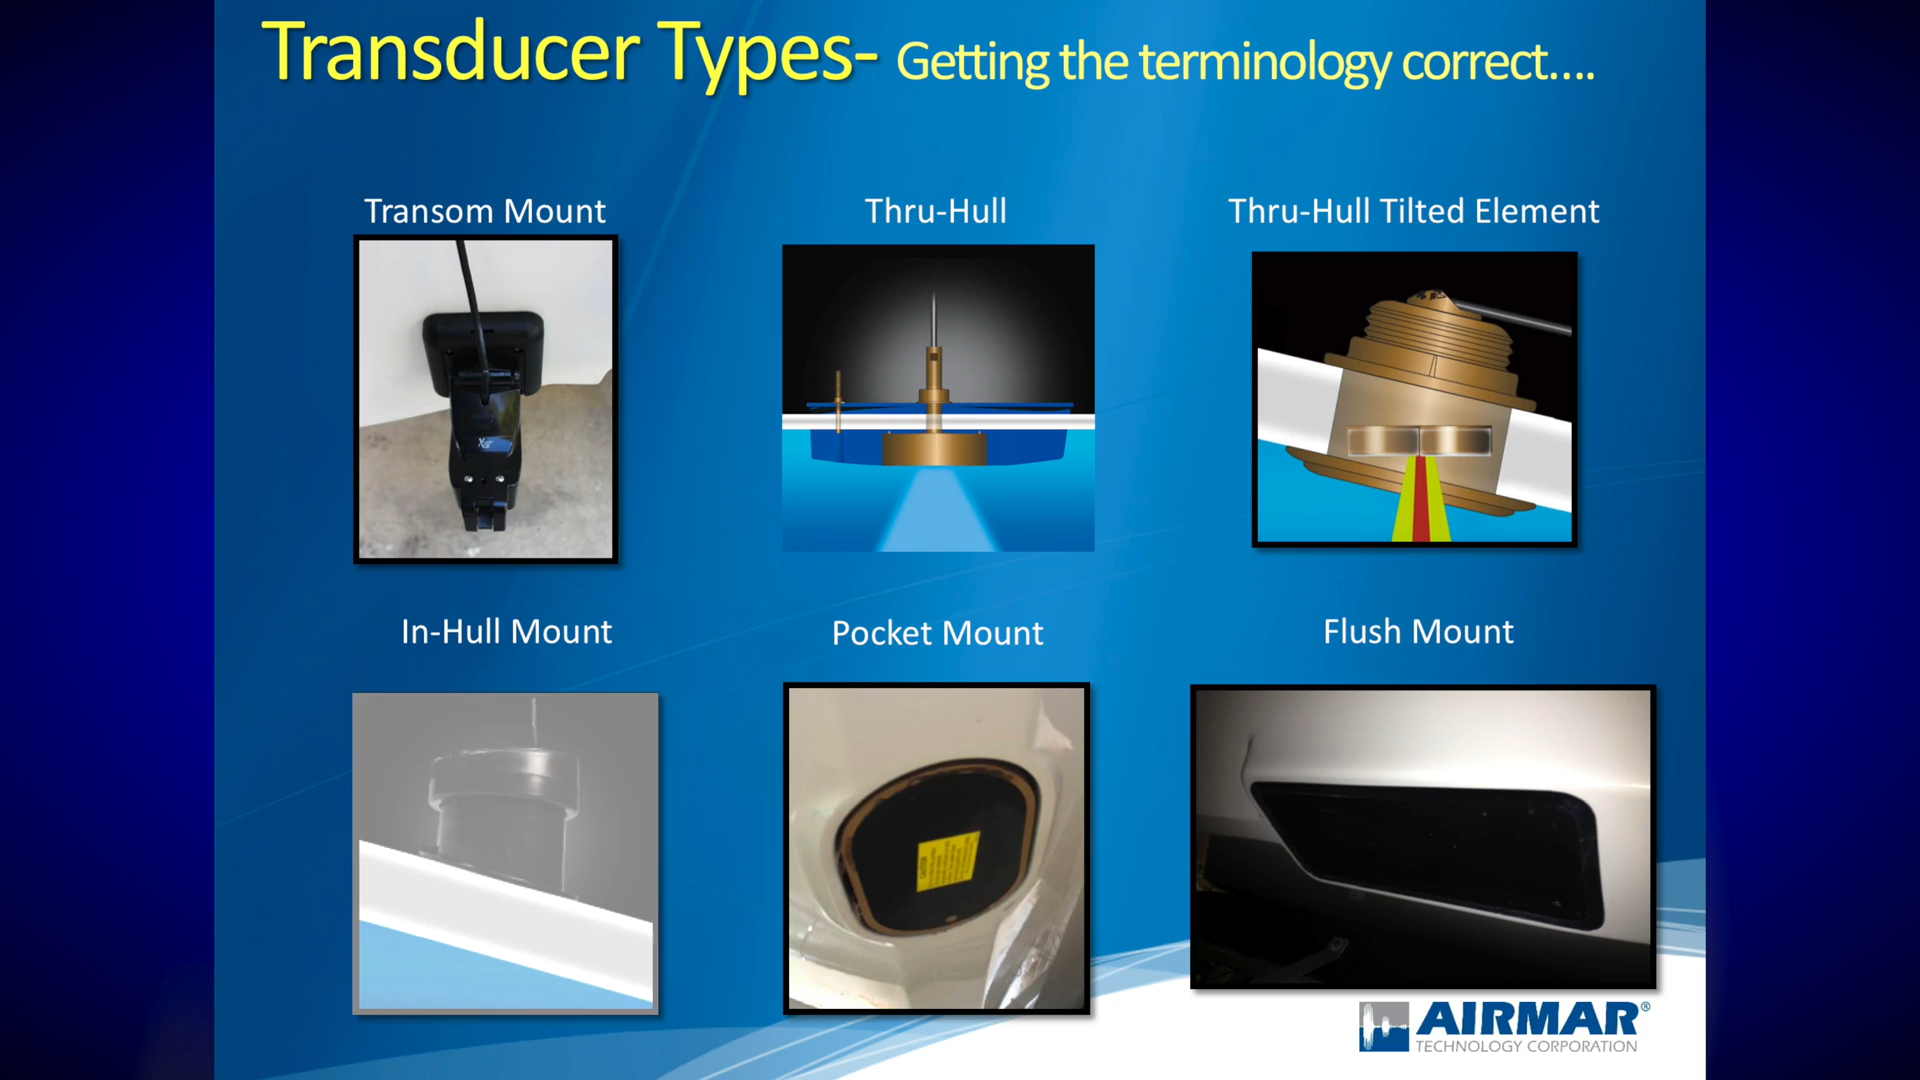 Transducer Types- Getting the terminology correct....
Transom Mount
Thru-Hull
Thru-Hull Tilted Element
In-Hull Mount
Pocket Mount
Flush Mount
CAUTION
AIRMAR®
TECHNOLOGY CORPORATION